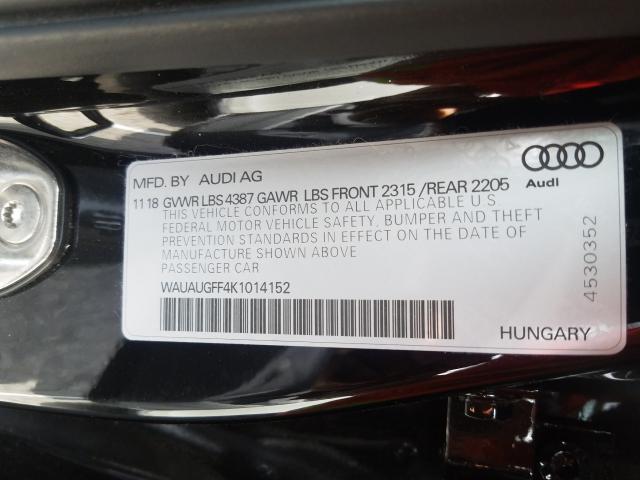 MFD. BY AUDI AG
11 18 GVWR LBS 4387 GAWR LBS FRONT 2315 /REAR 2205
THIS VEHICLE CONFORMS TO ALL APPLICABLE U S
FEDERAL MOTOR VEHICLE SAFETY, BUMPER AND THEFT
PREVENTION STANDARDS IN EFFECT ON THE DATE OF
MANUFACTURE SHOWN ABOVE
PASSENGER CAR
WAUAUGFF4K1014152
HUNGARY
Audi
4530352